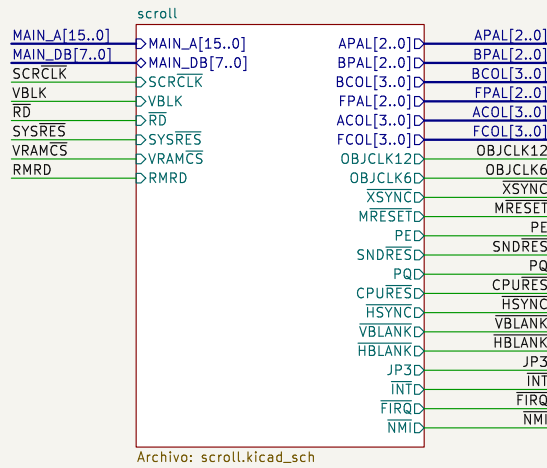 scroll
MAIN_A[15..0]
MAIN_DB[7..0]
SCRCLK
VBLK
RD
SYSRES
VRAMCS
RMRD
MAIN_A[15..0]
MAIN_DB[7..0]
SCRCLK
VBLK
RD
SYSRES
VRAMCS
RMRD
APAL[2..0]
BPAL[2..0]
BCOL[3..0]
FPAL[2..0]
ACOL[3..0]
FCOL[3..0]
OBJCLK12
OBJCLK6
XSYNC
MRESET
PE
SNDRES
PQ
CPURES
HSYNC
VBLANK
HBLANK
JP3
INT
FIRQ
NMI
APAL[2..0]
BPAL[2..0]
BCOL[3..0]
FPAL[2..0]
ACOL[3..0]
FCOL[3..0]
OBJCLK12
OBJCLK6
XSYNC
MRESET
PE
SNDRES
PQ
CPURES
HSYNC
VBLANK
HBLANK
JP3
INT
FIRQ
NMI
Archivo: scroll.kicad_sch